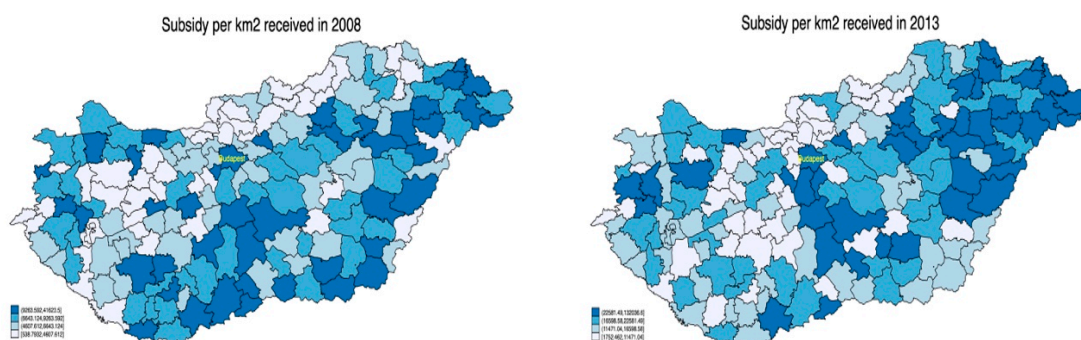 Subsidy per km2 received in 2008
Budapest
(9263.592,41623.5]
(6643.124,9263.592]
(4607.612,6643.124]
[538.7902,4607.612]
Subsidy per km2 received in 2013
Budapest
(22581.49,132036.6]
(16598.58,22581.49]
(11471.04,16598.58]
[1752.462,11471.04]